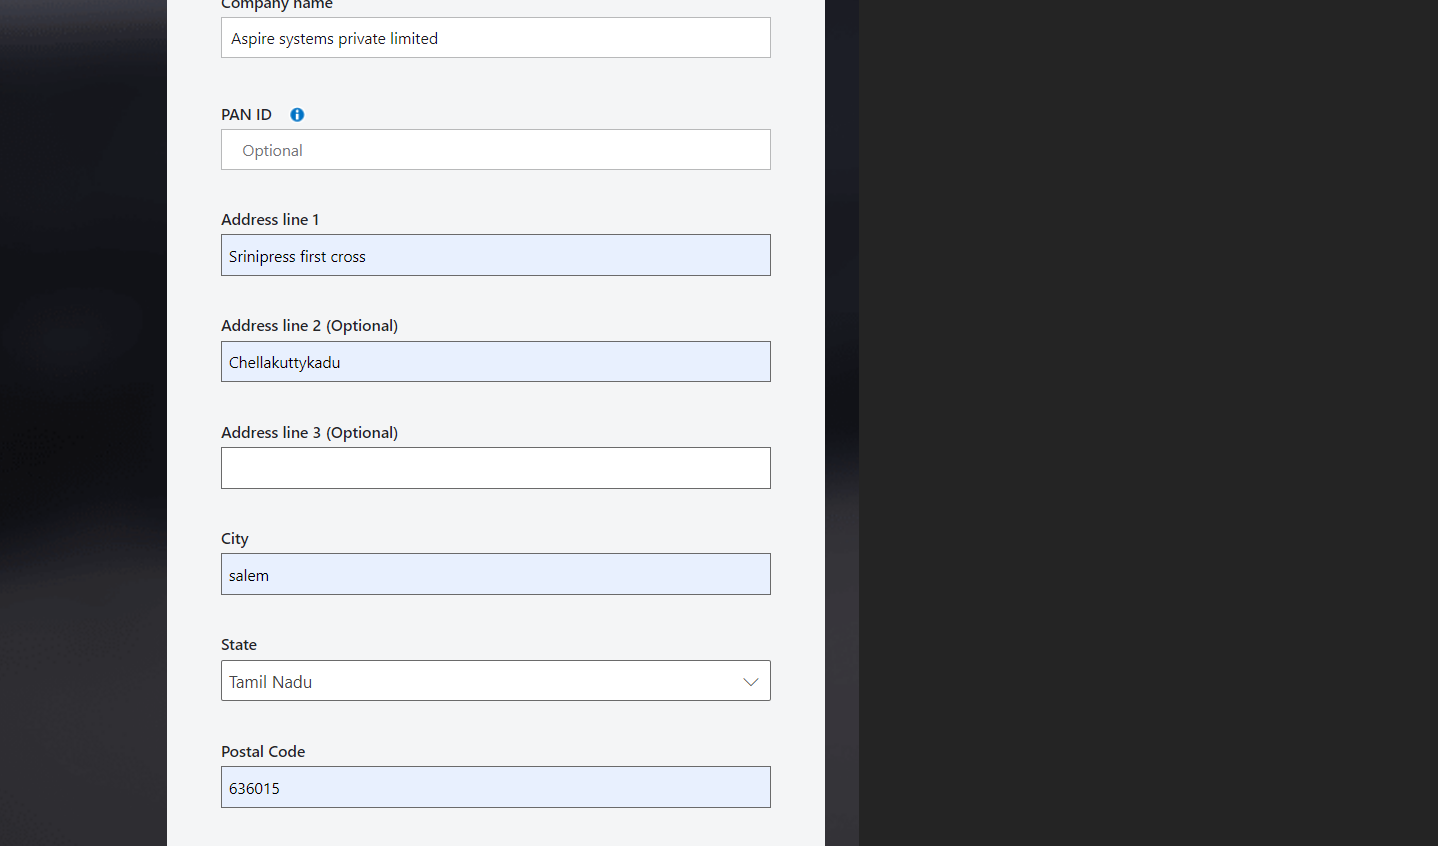 Company name
Aspire systems private limited
PAN ID
Optional
Address line 1
Srinipress first cross
Address line 2 (Optional)
Chellakuttykadu
Address line 3 (Optional)
City
salem
State
Tamil Nadu
Postal Code
636015